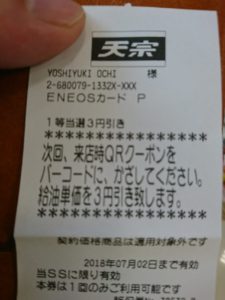 天宗
YOSHIYUKI OCHI 様
2-680079-1332X-XXX
ENEOSカード P
1等当選3円引き
********************
次回、来店時QRクーポンを
バーコードに、かざしてください。
給油単価を3円引き致します。
********************
契約価格商品は適用対象外です
2018年07月02日まで有効
当SSに限り有効
本券は1回のみご利用可能です